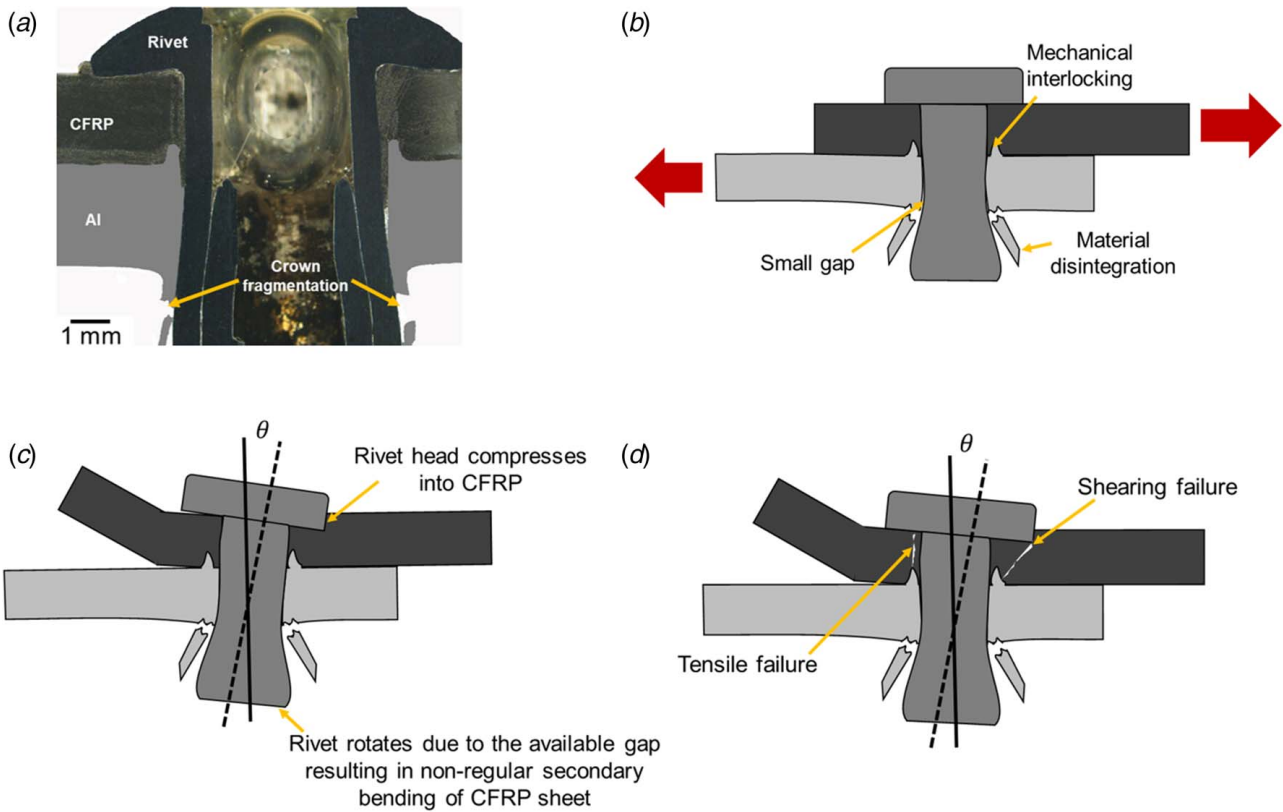 (a)
Rivet
CFRP
Al
Crown
fragmentation
1 mm
(b)
Mechanical
interlocking
Small gap
Material
disintegration
(c)
θ
Rivet head compresses
into CFRP
Rivet rotates due to the available gap
resulting in non-regular secondary
bending of CFRP sheet
(d)
θ
Shearing failure
Tensile failure